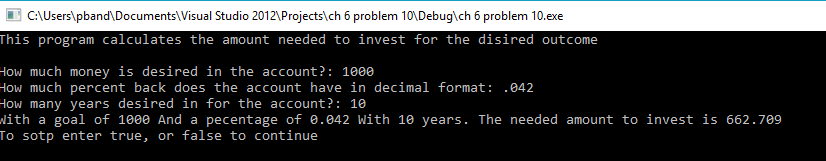 C:\Users\pband\Documents\Visual Studio 2012\Projects\ch 6 problem 10\Debug\ch 6 problem 10.exe
This program calculates the amount needed to invest for the disired outcome
How much money is desired in the account?: 1000
How much percent back does the account have in decimal format: .042
How many years desired in for the account?: 10
With a goal of 1000 And a pecentage of 0.042 With 10 years. The needed amount to invest is 662.709
To sotp enter true, or false to continue